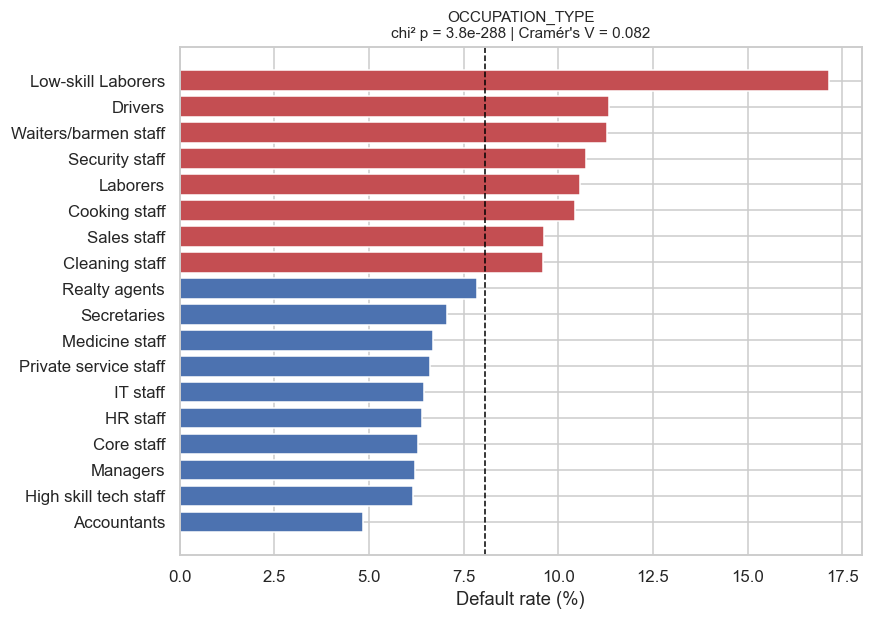 OCCUPATION_TYPE
chi² p = 3.8e-288 | Cramér's V = 0.082
Low-skill Laborers
Drivers
Waiters/barmen staff
Security staff
Laborers
Cooking staff
Sales staff
Cleaning staff
Realty agents
Secretaries
Medicine staff
Private service staff
IT staff
HR staff
Core staff
Managers
High skill tech staff
Accountants
0.0 2.5 5.0 7.5 10.0 12.5 15.0 17.5
Default rate (%)